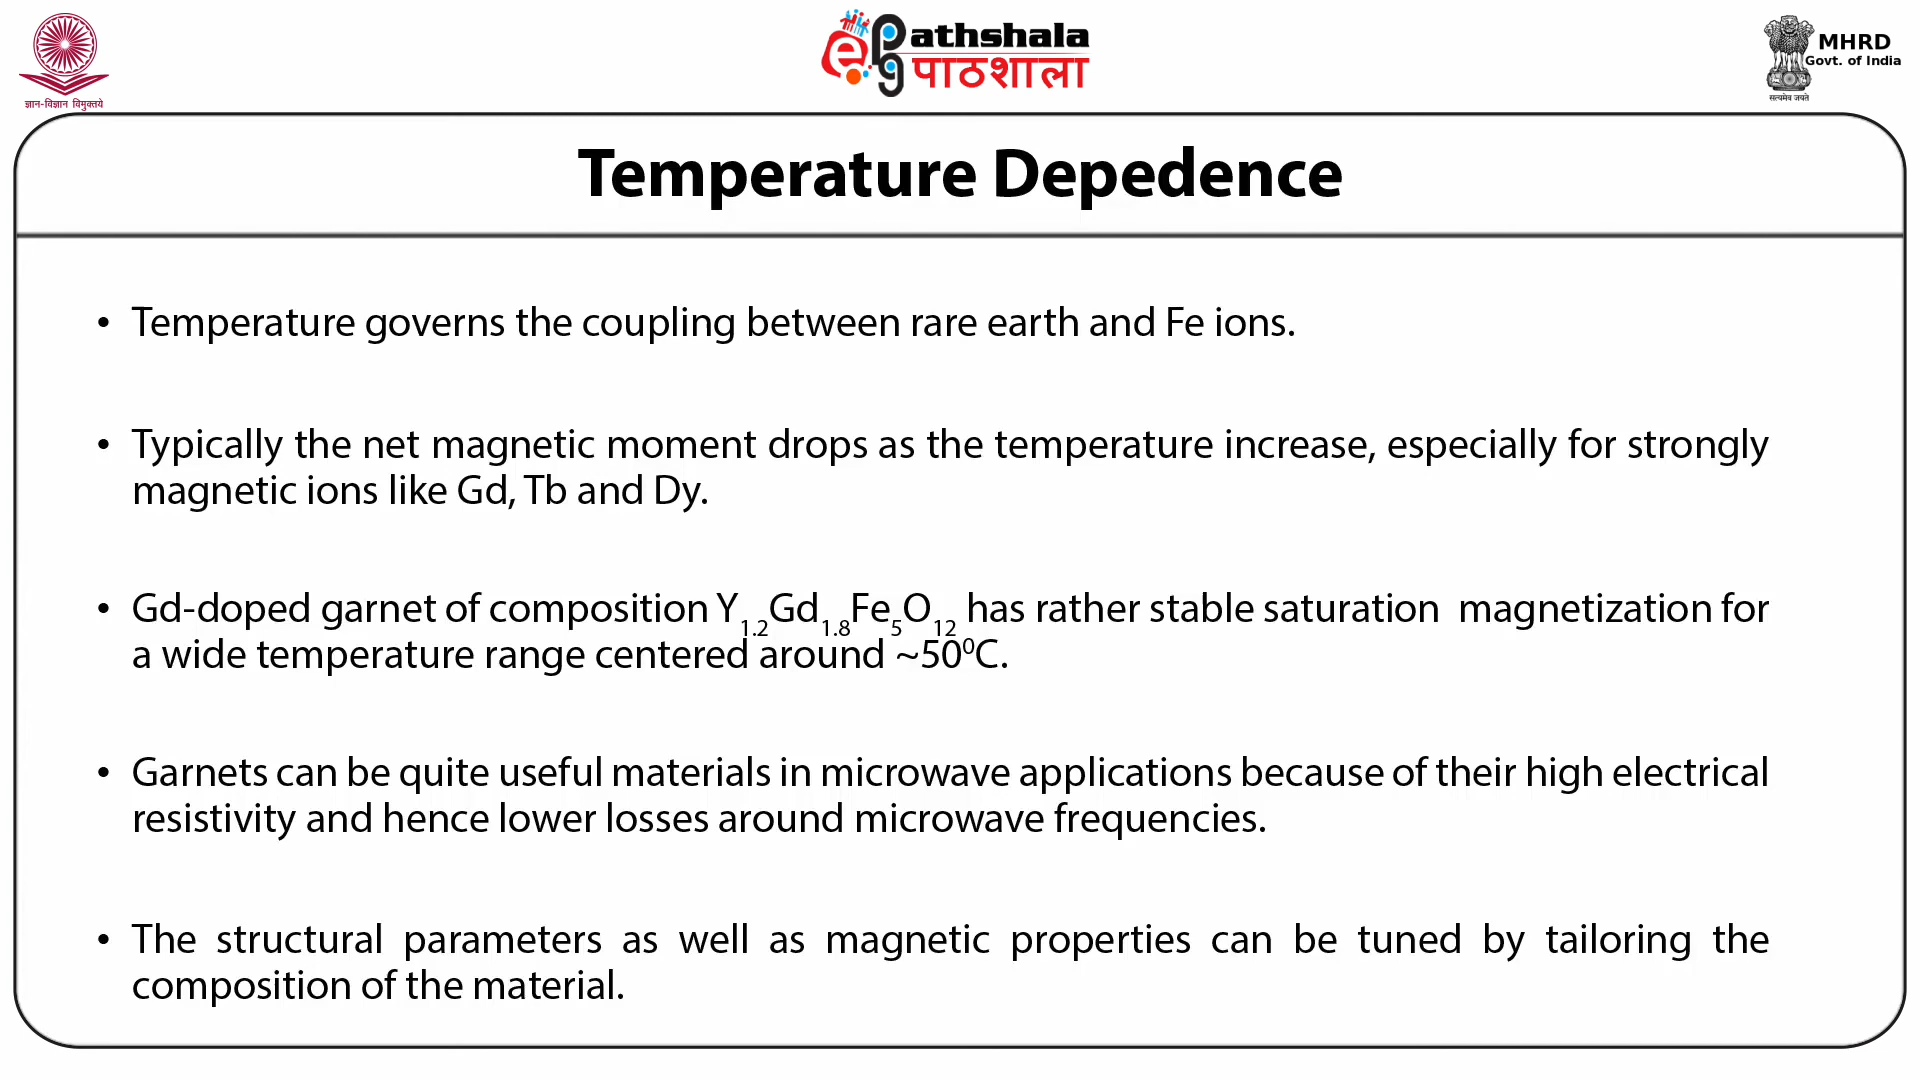 ज्ञान-विज्ञान विमुक्तये
ePathshala
पाठशाला
MHRD
Govt. of India
सत्यमेव जयते
Temperature Depedence
• Temperature governs the coupling between rare earth and Fe ions.
• Typically the net magnetic moment drops as the temperature increase, especially for strongly
magnetic ions like Gd, Tb and Dy.
• Gd-doped garnet of composition Y₁.₂Gd₁.₈Fe₅O₁₂ has rather stable saturation magnetization for
a wide temperature range centered around ~50⁰C.
• Garnets can be quite useful materials in microwave applications because of their high electrical
resistivity and hence lower losses around microwave frequencies.
• The structural parameters as well as magnetic properties can be tuned by tailoring the
composition of the material.